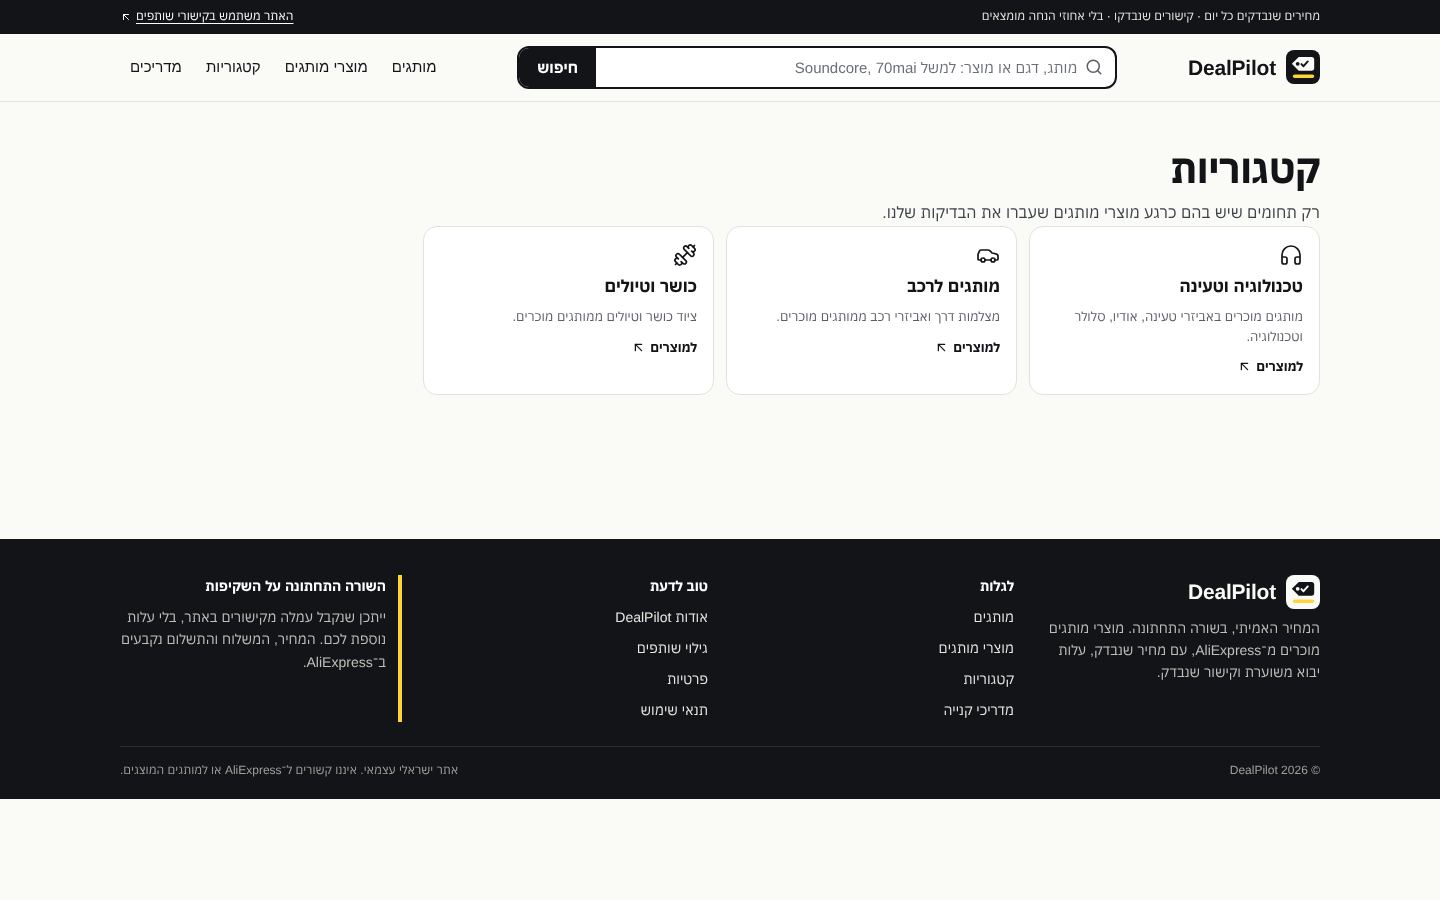 מחירים שנבדקים כל יום · קישורים שנבדקו · בלי אחוזי הנחה מומצאים
האתר משתמש בקישורי שותפים
DealPilot
מותג, דגם או מוצר: למשל Soundcore, 70mai
חיפוש
מותגים
מוצרי מותגים
קטגוריות
מדריכים
קטגוריות
רק תחומים שיש בהם כרגע מוצרי מותגים שעברו את הבדיקות שלנו.
טכנולוגיה וטעינה
מותגים מוכרים באביזרי טעינה, אודיו, סלולר
וטכנולוגיה.
למוצרים
מותגים לרכב
מצלמות דרך ואביזרי רכב ממותגים מוכרים.
למוצרים
כושר וטיולים
ציוד כושר וטיולים ממותגים מוכרים.
למוצרים
DealPilot
המחיר האמיתי, בשורה התחתונה. מוצרי מותגים
מוכרים מ־AliExpress, עם מחיר שנבדק, עלות
יבוא משוערת וקישור שנבדק.
לגלות
מותגים
מוצרי מותגים
קטגוריות
מדריכי קנייה
טוב לדעת
אודות DealPilot
גילוי שותפים
פרטיות
תנאי שימוש
השורה התחתונה על השקיפות
ייתכן שנקבל עמלה מקישורים באתר, בלי עלות
נוספת לכם. המחיר, המשלוח והתשלום נקבעים
ב־AliExpress.
© 2026 DealPilot
אתר ישראלי עצמאי. איננו קשורים ל־AliExpress או למותגים המוצגים.